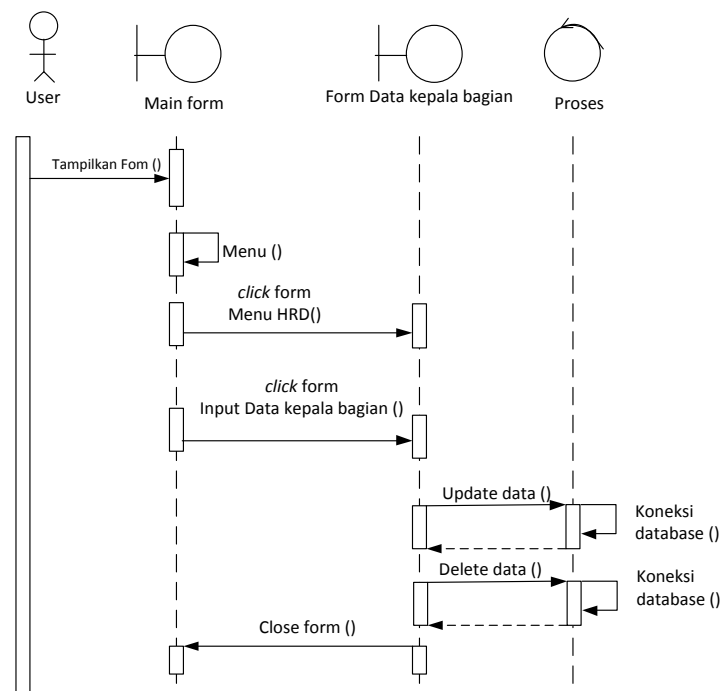 User
Main form
Form Data kepala bagian
Proses
Tampilkan Fom ()
Menu ()
click form
Menu HRD()
click form
Input Data kepala bagian ()
Update data ()
Koneksi
database ()
Delete data ()
Koneksi
database ()
Close form ()